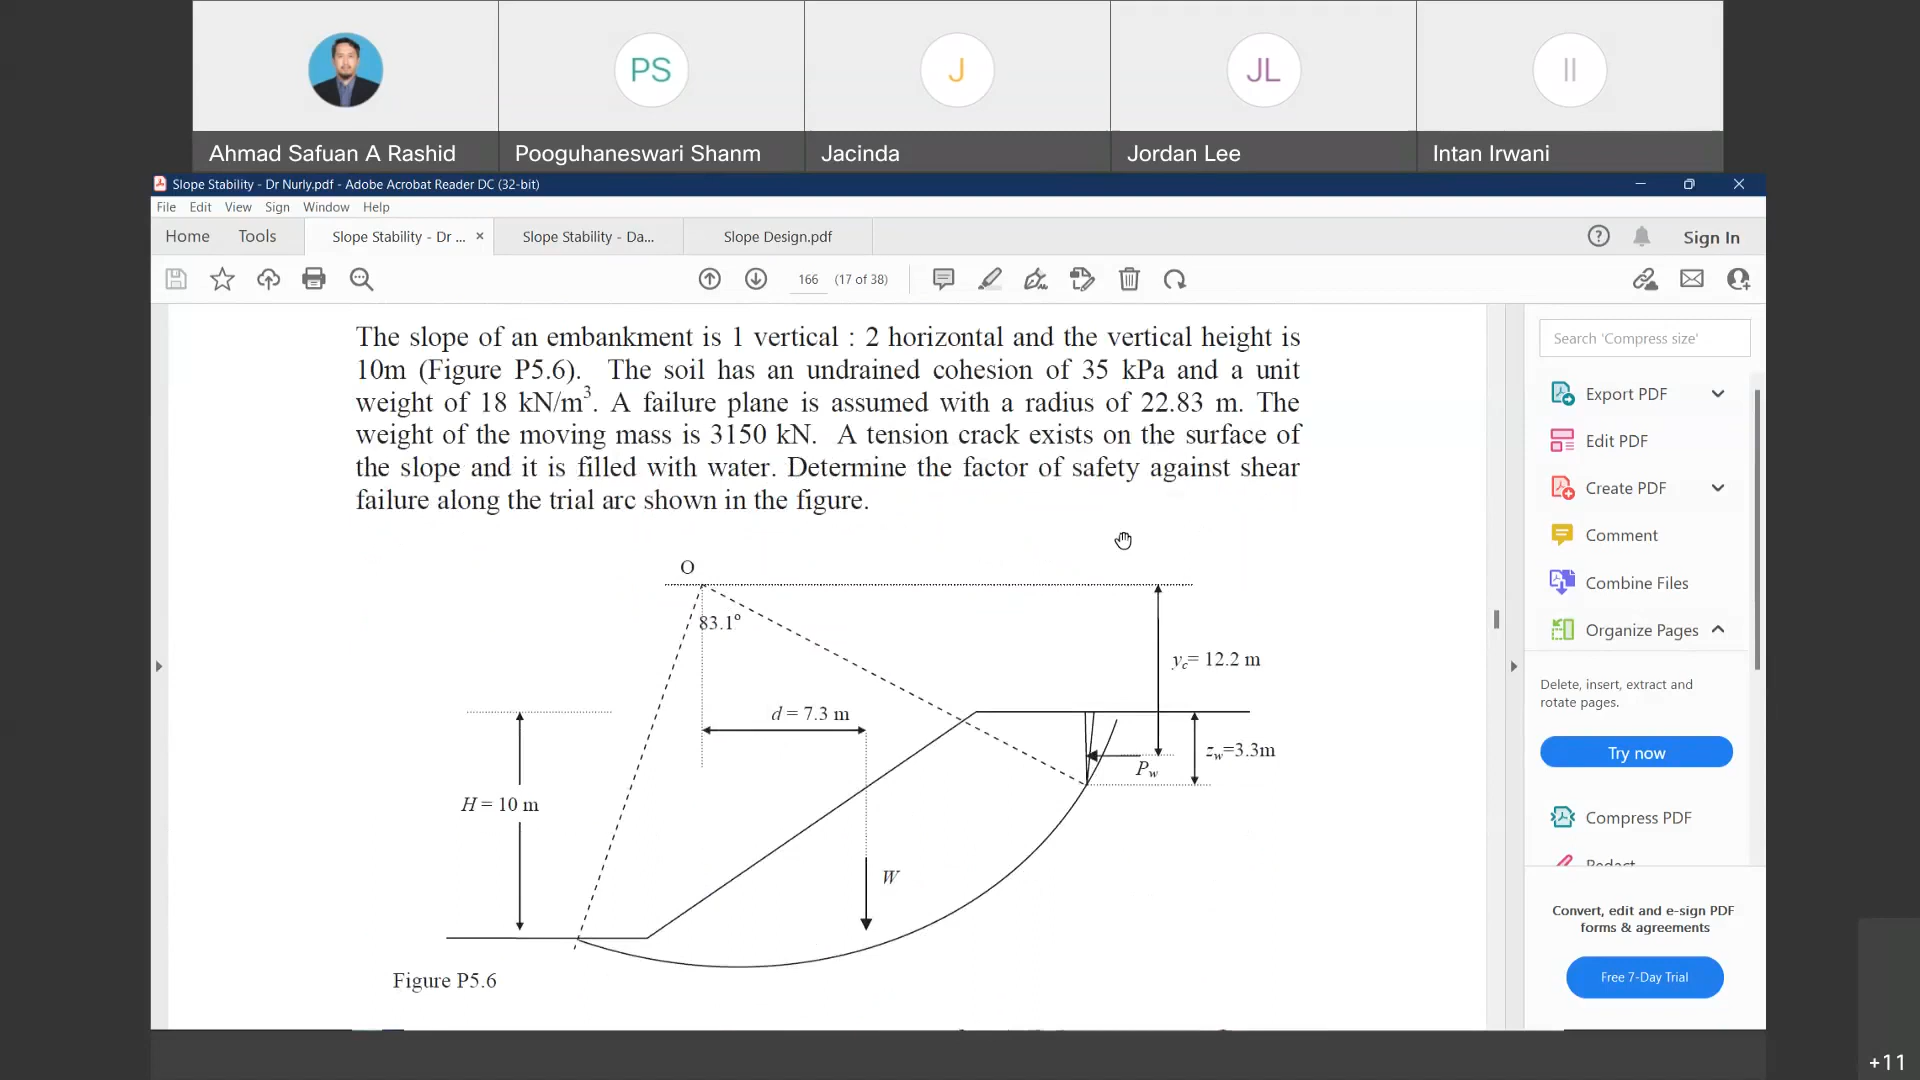 PS
J
JL
II
Ahmad Safuan A Rashid
Pooguhaneswari Shanm
Jacinda
Jordan Lee
Intan Irwani
Slope Stability - Dr Nurly.pdf - Adobe Acrobat Reader DC (32-bit)
File Edit View Sign Window Help
Home Tools Slope Stability - Dr ... × Slope Stability - Da... Slope Design.pdf Sign In
166 (17 of 38)
The slope of an embankment is 1 vertical : 2 horizontal and the vertical height is
10m (Figure P5.6). The soil has an undrained cohesion of 35 kPa and a unit
weight of 18 kN/m³. A failure plane is assumed with a radius of 22.83 m. The
weight of the moving mass is 3150 kN. A tension crack exists on the surface of
the slope and it is filled with water. Determine the factor of safety against shear
failure along the trial arc shown in the figure.
O
83.1°
y_c= 12.2 m
d = 7.3 m
z_w=3.3m
P_w
H = 10 m
W
Figure P5.6
Search 'Compress size'
Export PDF
Edit PDF
Create PDF
Comment
Combine Files
Organize Pages
Delete, insert, extract and
rotate pages.
Try now
Compress PDF
Redact
Convert, edit and e-sign PDF
forms & agreements
Free 7-Day Trial
+11